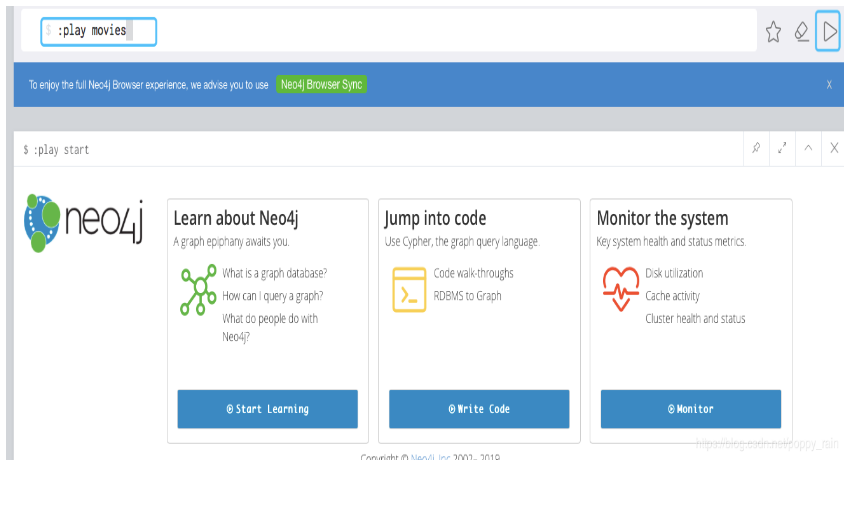 $ :play movies
To enjoy the full Neo4j Browser experience, we advise you to use Neo4j Browser Sync X
$ :play start
neo4j
Learn about Neo4j
A graph epiphany awaits you.
What is a graph database?
How can I query a graph?
What do people do with
Neo4j?
Start Learning
Jump into code
Use Cypher, the graph query language.
Code walk-throughs
RDBMS to Graph
Write Code
Monitor the system
Key system health and status metrics.
Disk utilization
Cache activity
Cluster health and status
Monitor
https://blog.csdn.net/poppy_rain
Copyright © Neo4j, Inc 2002–2019